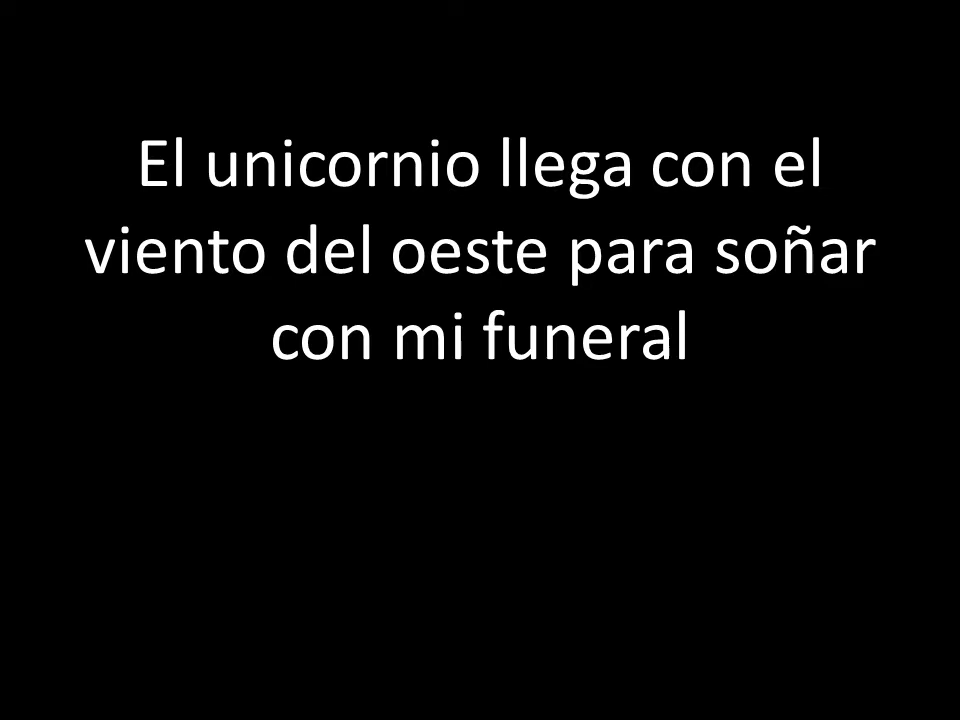 El unicornio llega con el
viento del oeste para soñar
con mi funeral